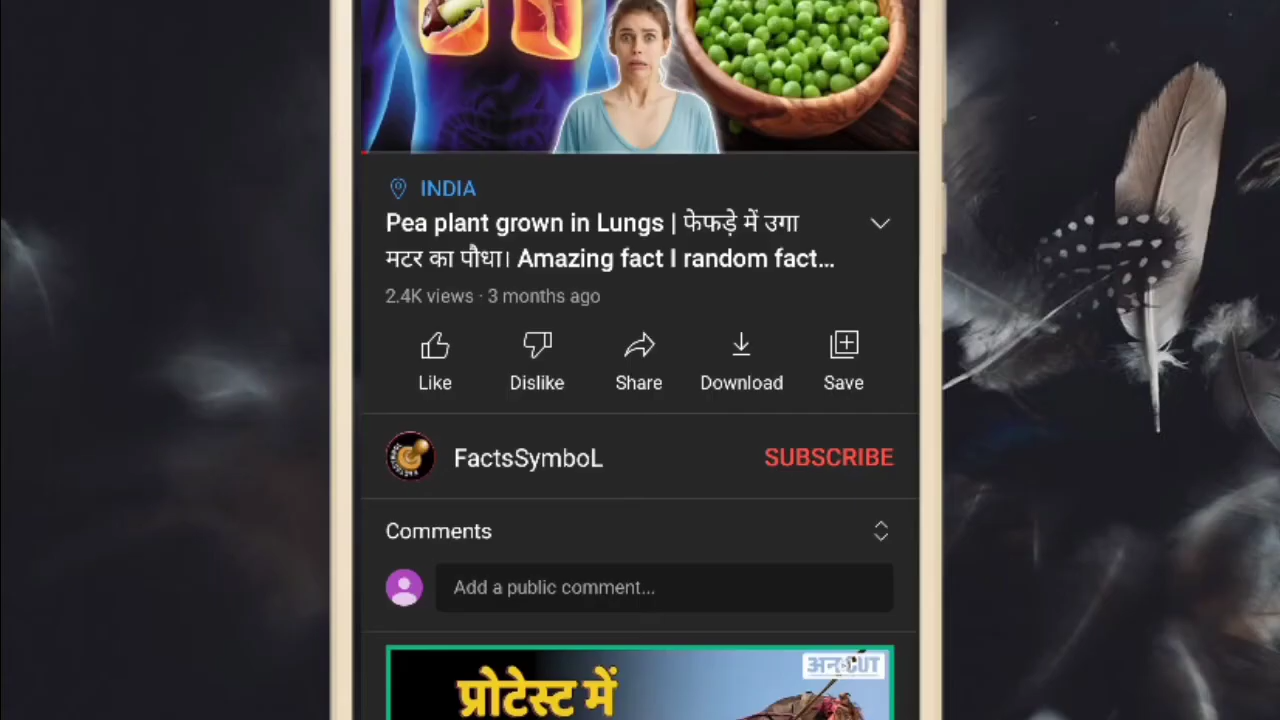 INDIA
Pea plant grown in Lungs | फेफड़े में उगा
मटर का पौधा। Amazing fact I random fact...
2.4K views · 3 months ago
Like
Dislike
Share
Download
Save
FactsSymboL
SUBSCRIBE
Comments
Add a public comment...
अनCUT
प्रोटेस्ट में